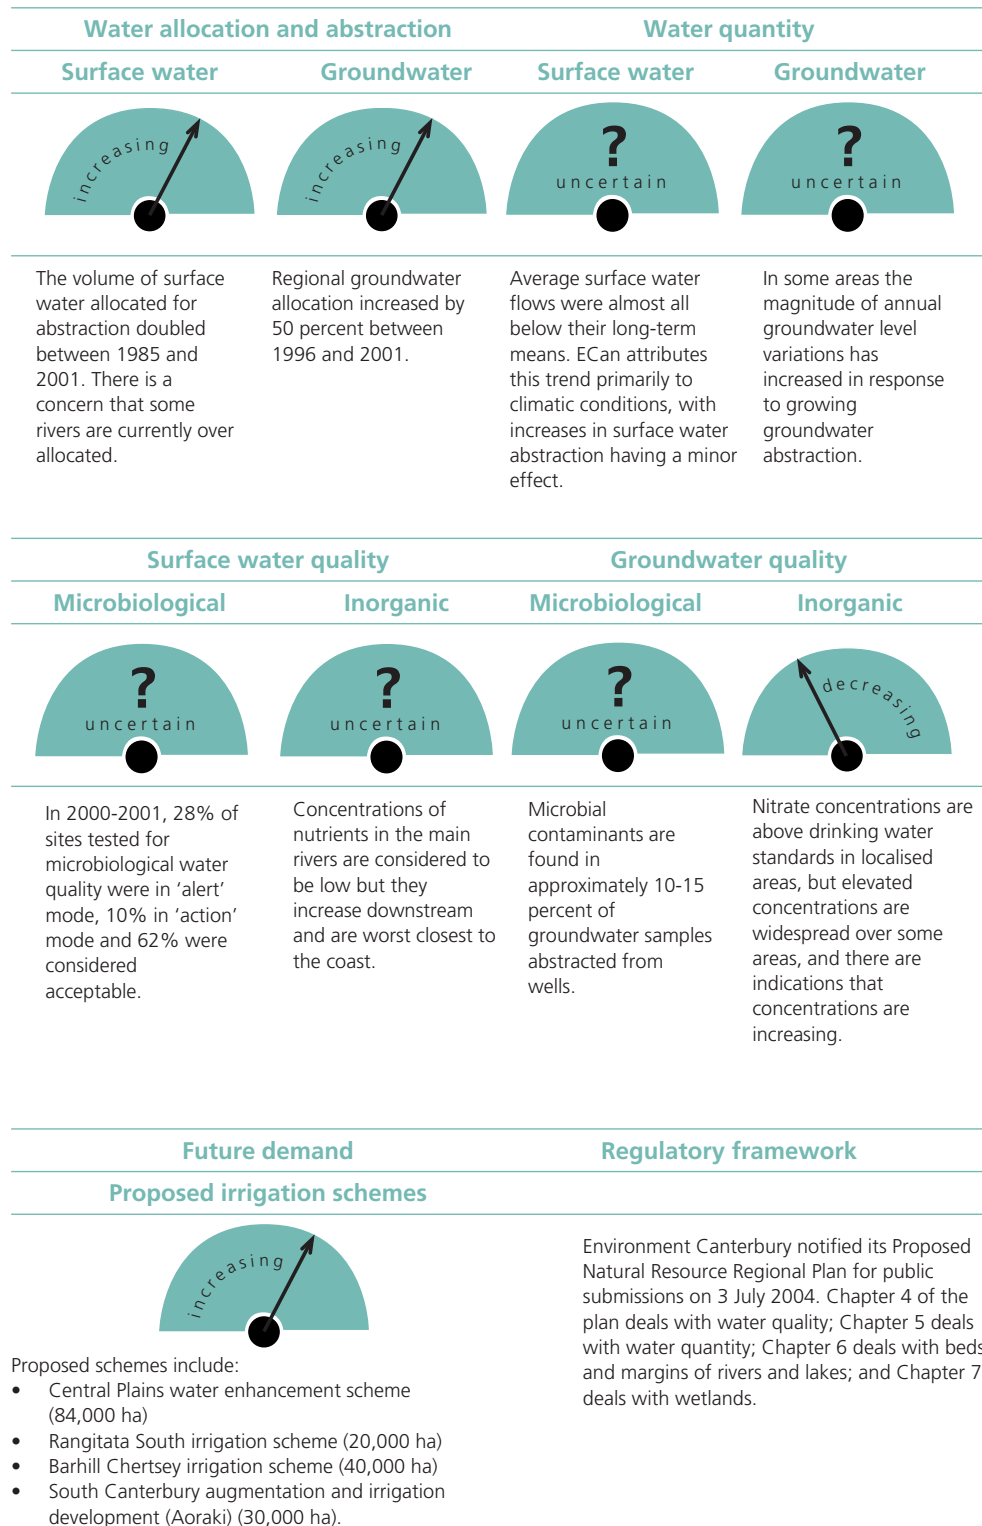 Water allocation and abstraction
Water quantity
Surface water
Groundwater
Surface water
Groundwater
increasing
increasing
?
uncertain
?
uncertain
The volume of surface
water allocated for
abstraction doubled
between 1985 and
2001. There is a
concern that some
rivers are currently over
allocated.
Regional groundwater
allocation increased by
50 percent between
1996 and 2001.
Average surface water
flows were almost all
below their long-term
means. ECan attributes
this trend primarily to
climatic conditions, with
increases in surface water
abstraction having a minor
effect.
In some areas the
magnitude of annual
groundwater level
variations has
increased in response
to growing
groundwater
abstraction.
Surface water quality
Groundwater quality
Microbiological
Inorganic
Microbiological
Inorganic
?
uncertain
?
uncertain
?
uncertain
decreasing
In 2000-2001, 28% of
sites tested for
microbiological water
quality were in ‘alert’
mode, 10% in ‘action’
mode and 62% were
considered
acceptable.
Concentrations of
nutrients in the main
rivers are considered to
be low but they
increase downstream
and are worst closest to
the coast.
Microbial
contaminants are
found in
approximately 10-15
percent of
groundwater samples
abstracted from
wells.
Nitrate concentrations are
above drinking water
standards in localised
areas, but elevated
concentrations are
widespread over some
areas, and there are
indications that
concentrations are
increasing.
Future demand
Regulatory framework
Proposed irrigation schemes
increasing
Proposed schemes include:
• Central Plains water enhancement scheme
(84,000 ha)
• Rangitata South irrigation scheme (20,000 ha)
• Barhill Chertsey irrigation scheme (40,000 ha)
• South Canterbury augmentation and irrigation
development (Aoraki) (30,000 ha).
Environment Canterbury notified its Proposed
Natural Resource Regional Plan for public
submissions on 3 July 2004. Chapter 4 of the
plan deals with water quality; Chapter 5 deals
with water quantity; Chapter 6 deals with beds
and margins of rivers and lakes; and Chapter 7
deals with wetlands.